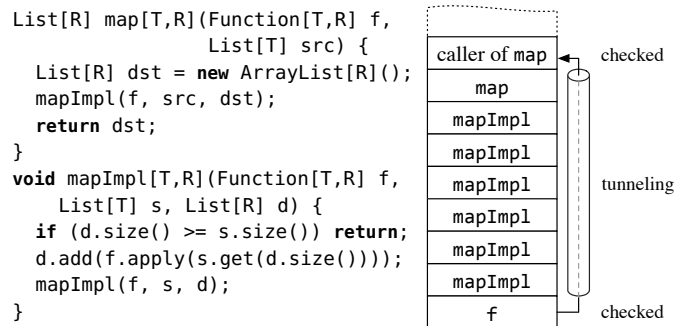 List[R] map[T,R](Function[T,R] f,
List[T] src) {
List[R] dst = new ArrayList[R]();
mapImpl(f, src, dst);
return dst;
}
void mapImpl[T,R](Function[T,R] f,
List[T] s, List[R] d) {
if (d.size() >= s.size()) return;
d.add(f.apply(s.get(d.size())));
mapImpl(f, s, d);
}
caller of map
map
mapImpl
mapImpl
mapImpl
mapImpl
mapImpl
mapImpl
f
checked
tunneling
checked